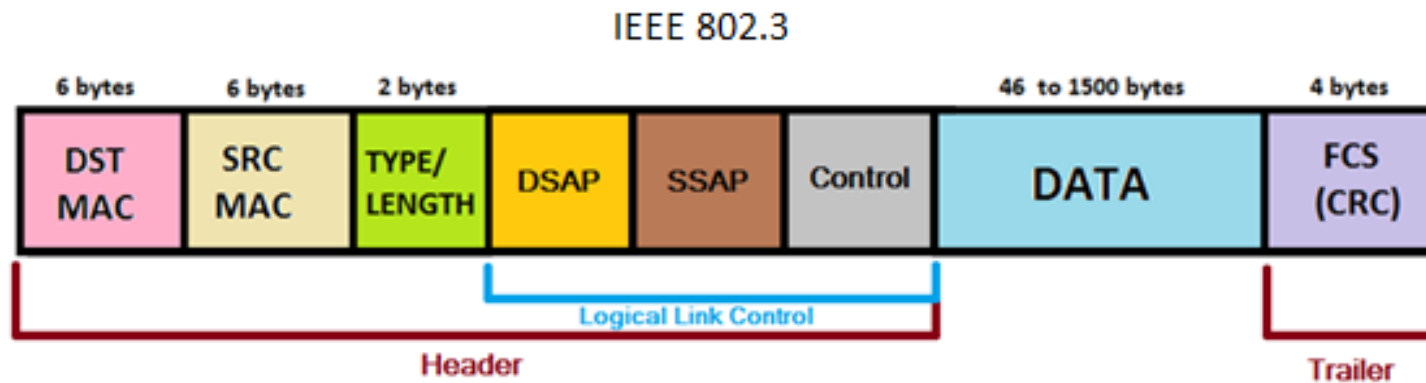 IEEE 802.3
6 bytes
6 bytes
2 bytes
46 to 1500 bytes
4 bytes
DST
MAC
SRC
MAC
TYPE/
LENGTH
DSAP
SSAP
Control
DATA
FCS
(CRC)
Logical Link Control
Header
Trailer